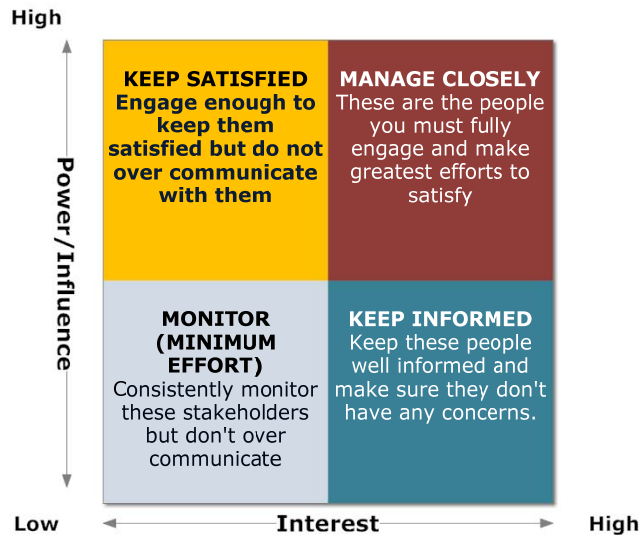 High
KEEP SATISFIED
Engage enough to
keep them
satisfied but do not
over communicate
with them
MANAGE CLOSELY
These are the people
you must fully
engage and make
greatest efforts to
satisfy
Power/Influence
MONITOR
(MINIMUM
EFFORT)
Consistently monitor
these stakeholders
but don't over
communicate
KEEP INFORMED
Keep these people
well informed and
make sure they don't
have any concerns.
Low
Interest
High